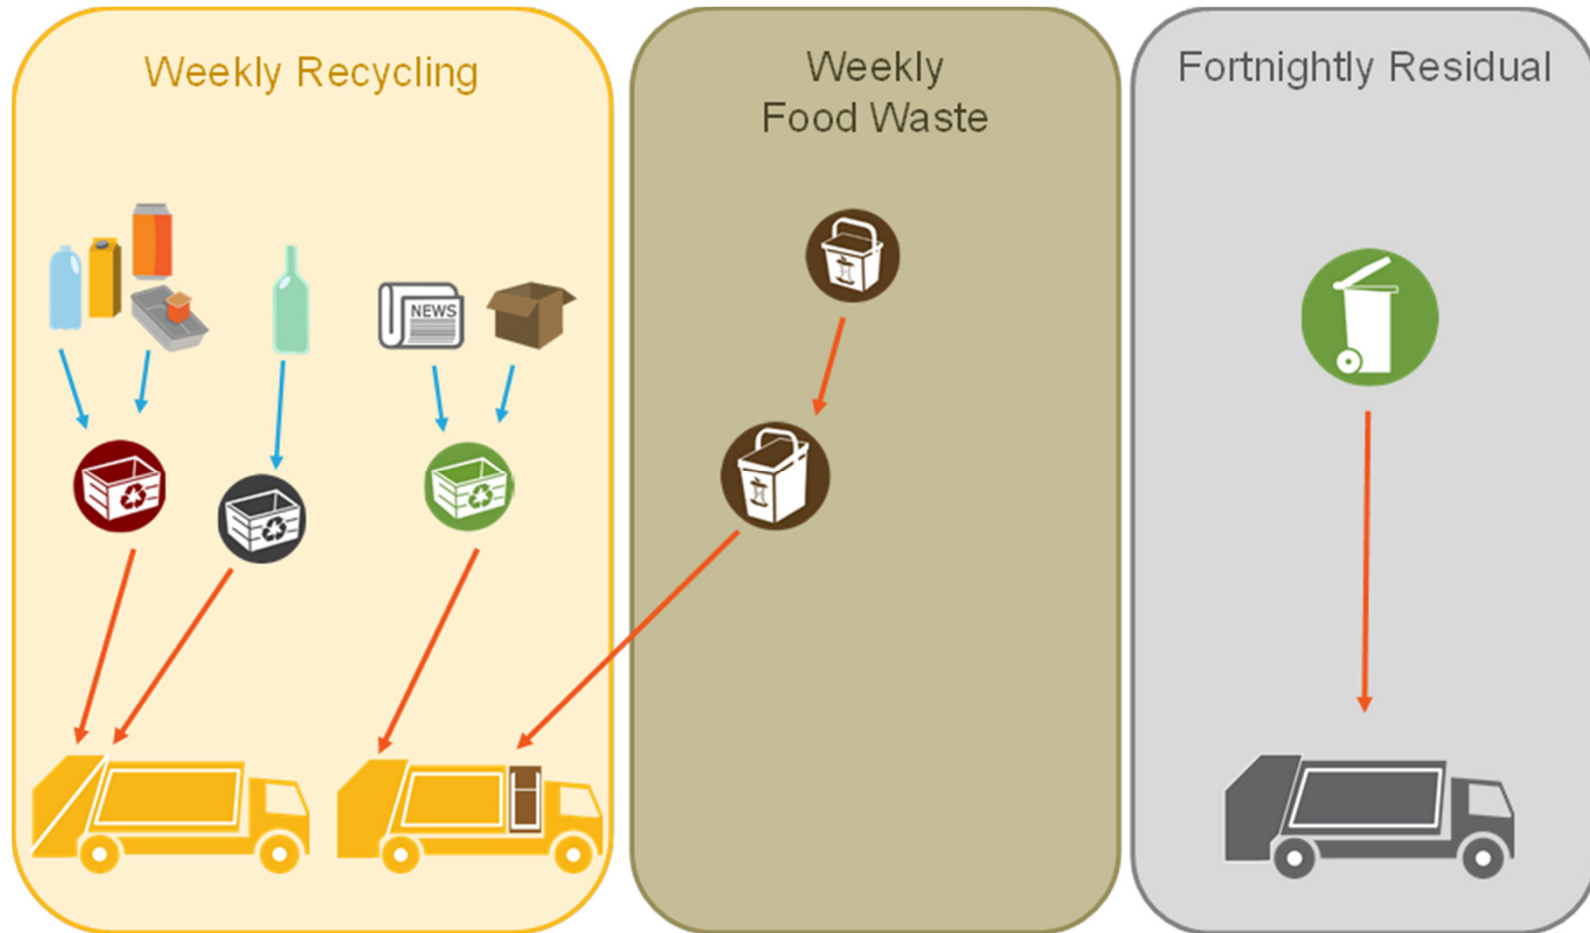 Weekly Recycling
Weekly
Food Waste
Fortnightly Residual
NEWS